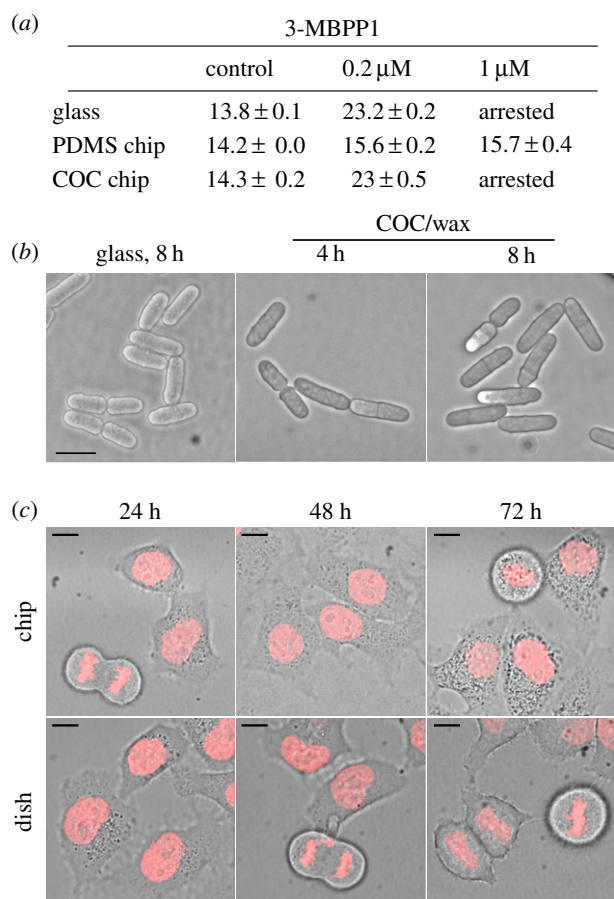 (a)
3-MBPP1
control 0.2 µM 1 µM
glass 13.8 ± 0.1 23.2 ± 0.2 arrested
PDMS chip 14.2 ± 0.0 15.6 ± 0.2 15.7 ± 0.4
COC chip 14.3 ± 0.2 23 ± 0.5 arrested
COC/wax
(b) glass, 8 h 4 h 8 h
(c) 24 h 48 h 72 h
chip
dish